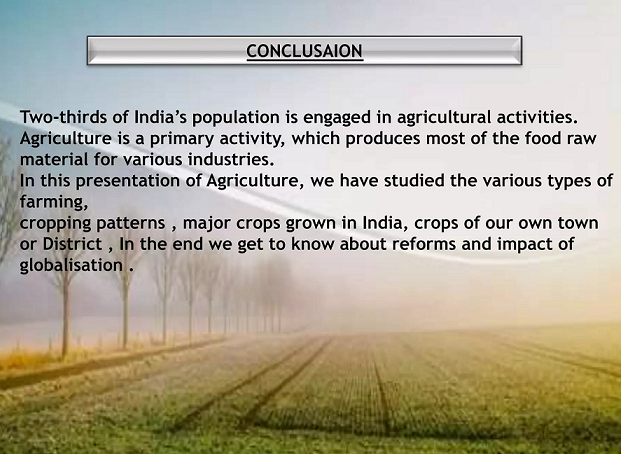 CONCLUSAION
Two-thirds of India's population is engaged in agricultural activities.
Agriculture is a primary activity, which produces most of the food raw
material for various industries.
In this presentation of Agriculture, we have studied the various types of
farming,
cropping patterns , major crops grown in India, crops of our own town
or District , In the end we get to know about reforms and impact of
globalisation .